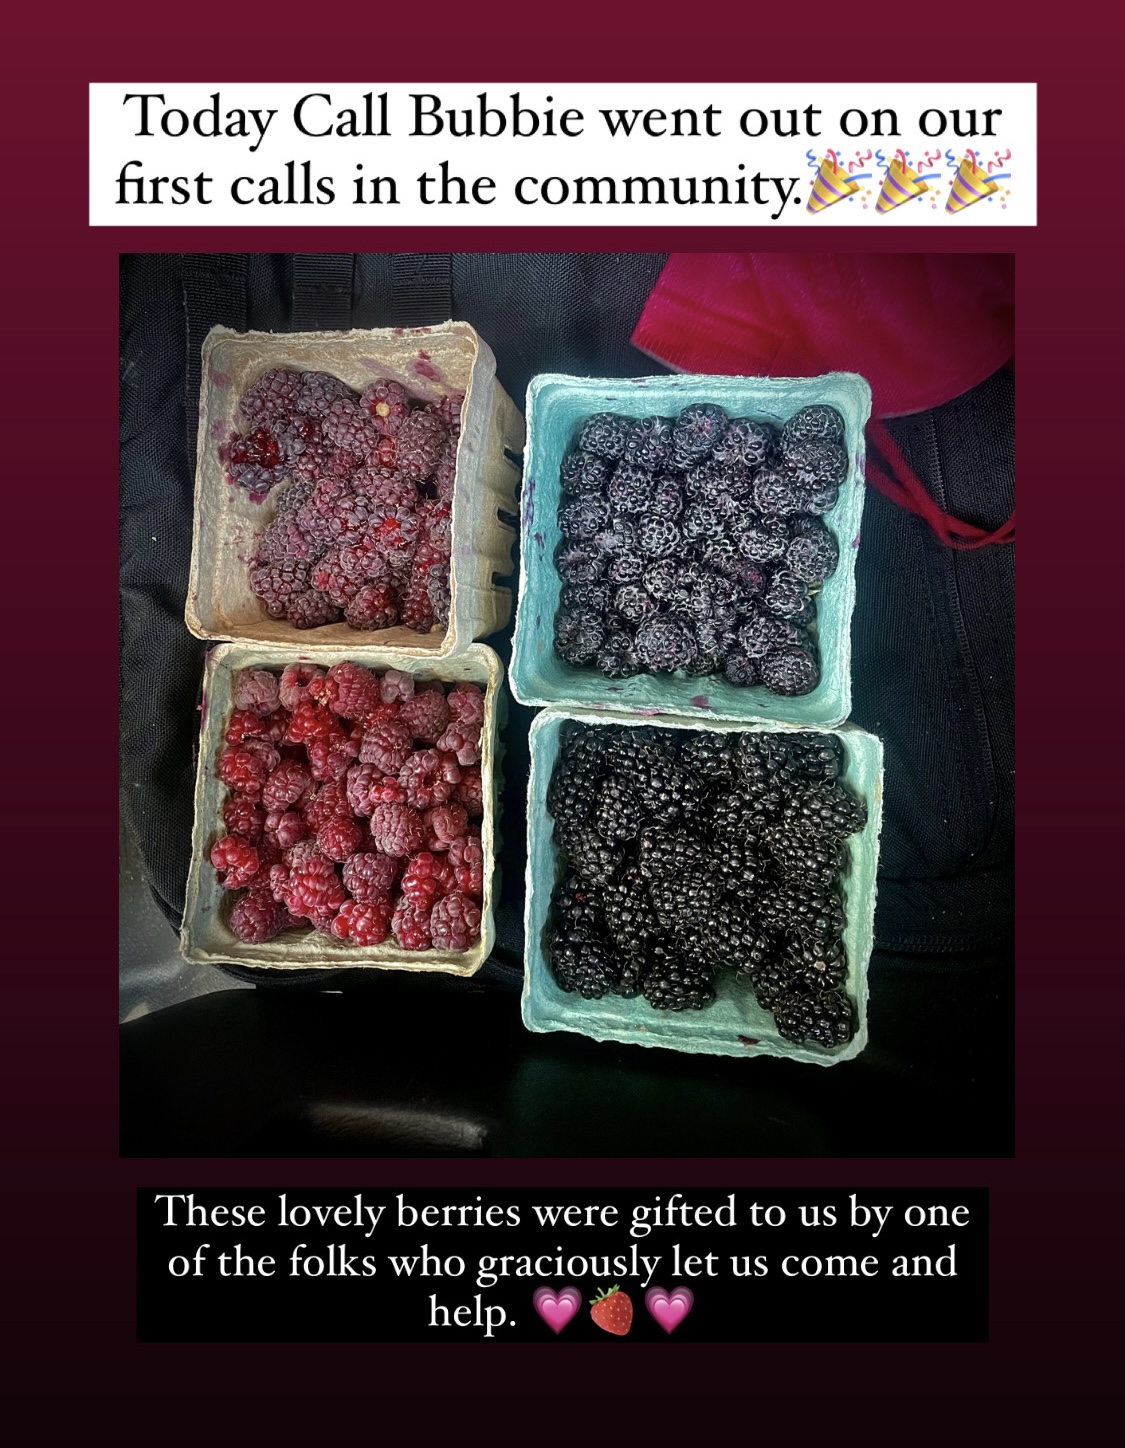 Today Call Bubbie went out on our
first calls in the community.🎉🎉🎉
These lovely berries were gifted to us by one
of the folks who graciously let us come and
help. 💗🍓💗